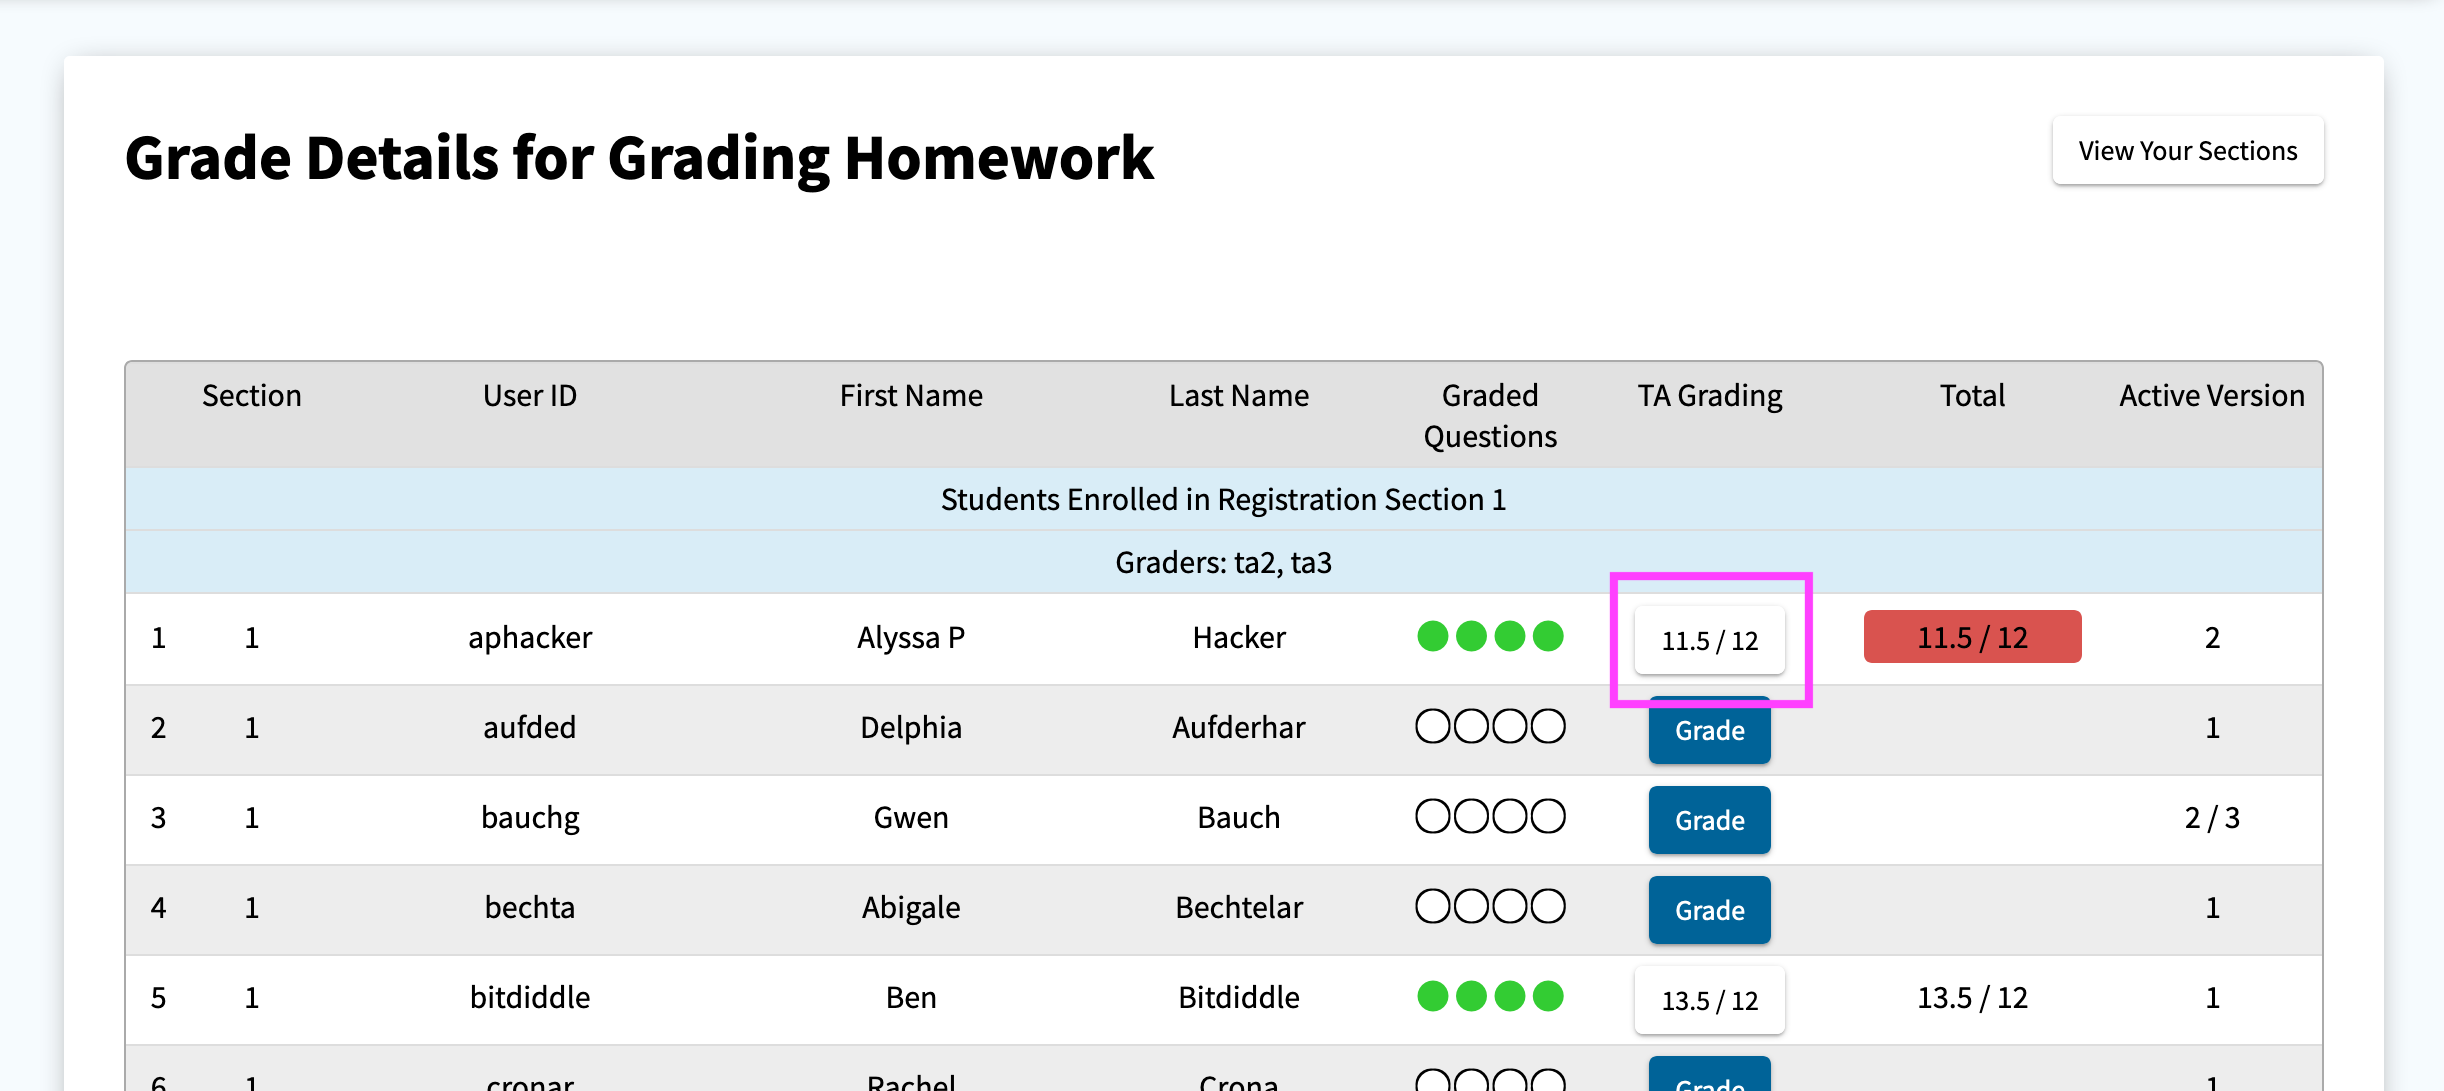 Grade Details for Grading Homework
View Your Sections
Section User ID First Name Last Name Graded Questions TA Grading Total Active Version
Students Enrolled in Registration Section 1
Graders: ta2, ta3
1 1 aphacker Alyssa P Hacker 11.5 / 12 11.5 / 12 2
2 1 aufded Delphia Aufderhar Grade 1
3 1 bauchg Gwen Bauch Grade 2 / 3
4 1 bechta Abigale Bechtelar Grade 1
5 1 bitdiddle Ben Bitdiddle 13.5 / 12 13.5 / 12 1
6 1 cronar Rachel Crona Grade 1